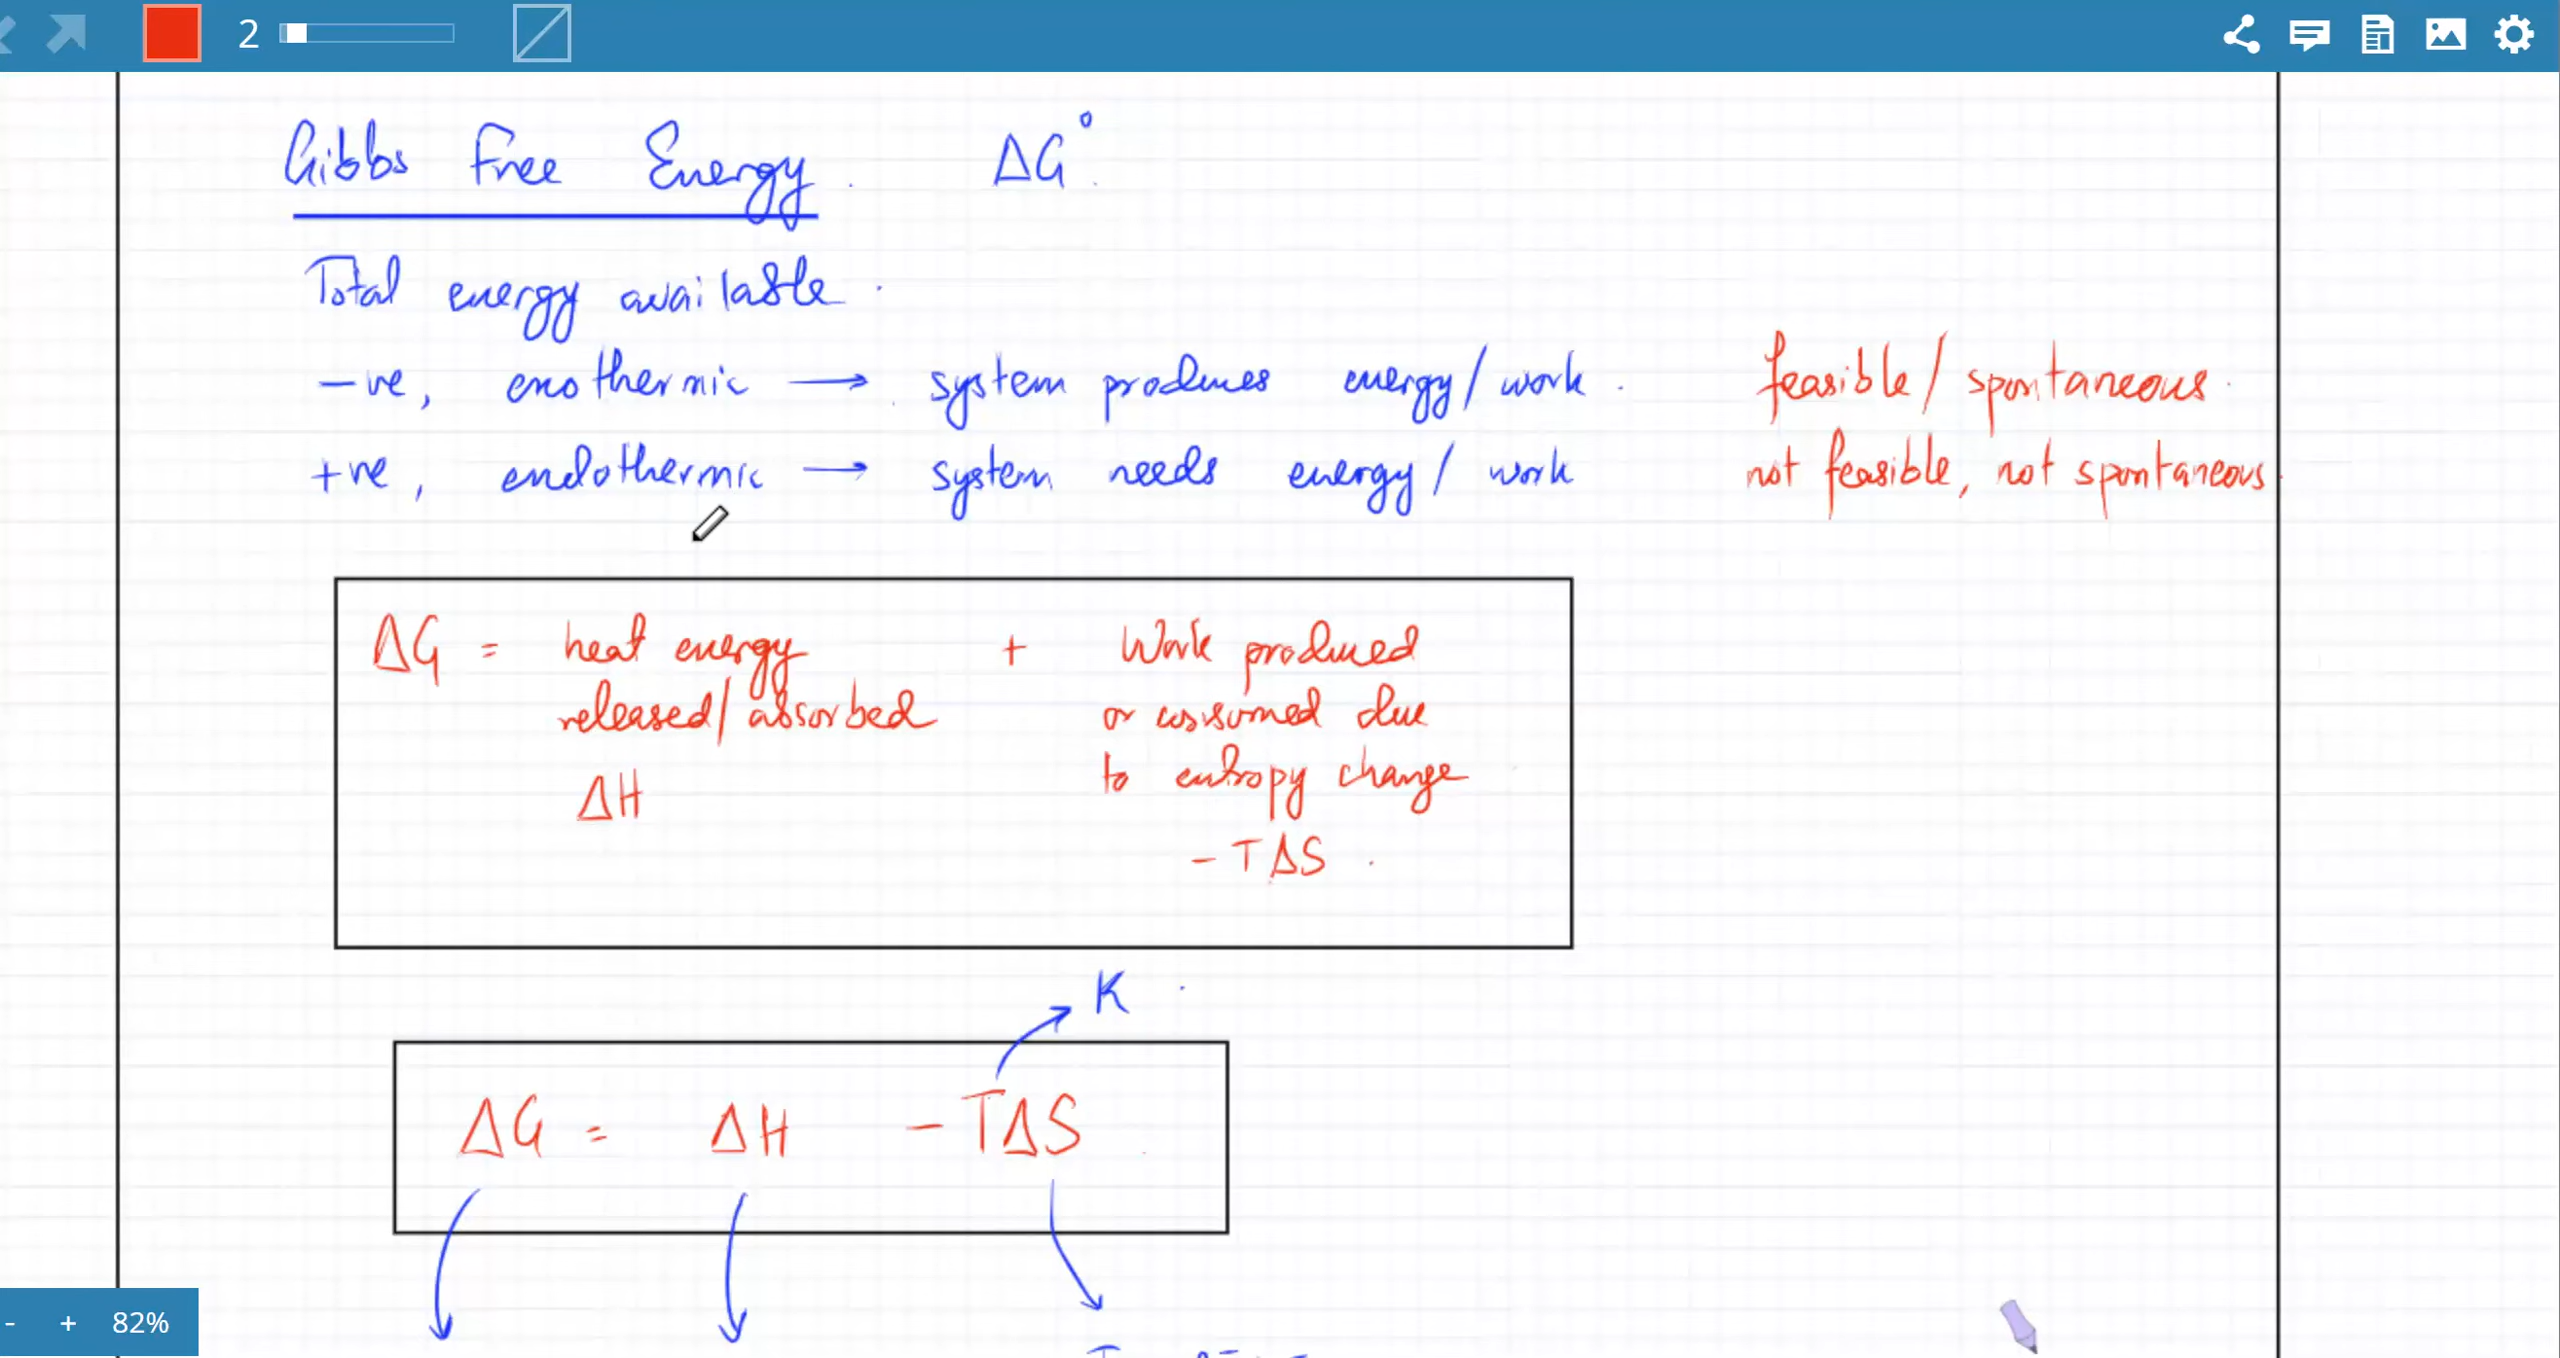 2
Gibbs Free Energy. ΔG°
Total energy available.
-ve, exothermic → system produces energy/work. feasible/spontaneous.
+ve, endothermic → system needs energy/work not feasible, not spontaneous.
ΔG = heat energy + Work produced
released/absorbed or consumed due
ΔH to entropy change
-TΔS.
K
ΔG = ΔH -TΔS
- + 82%